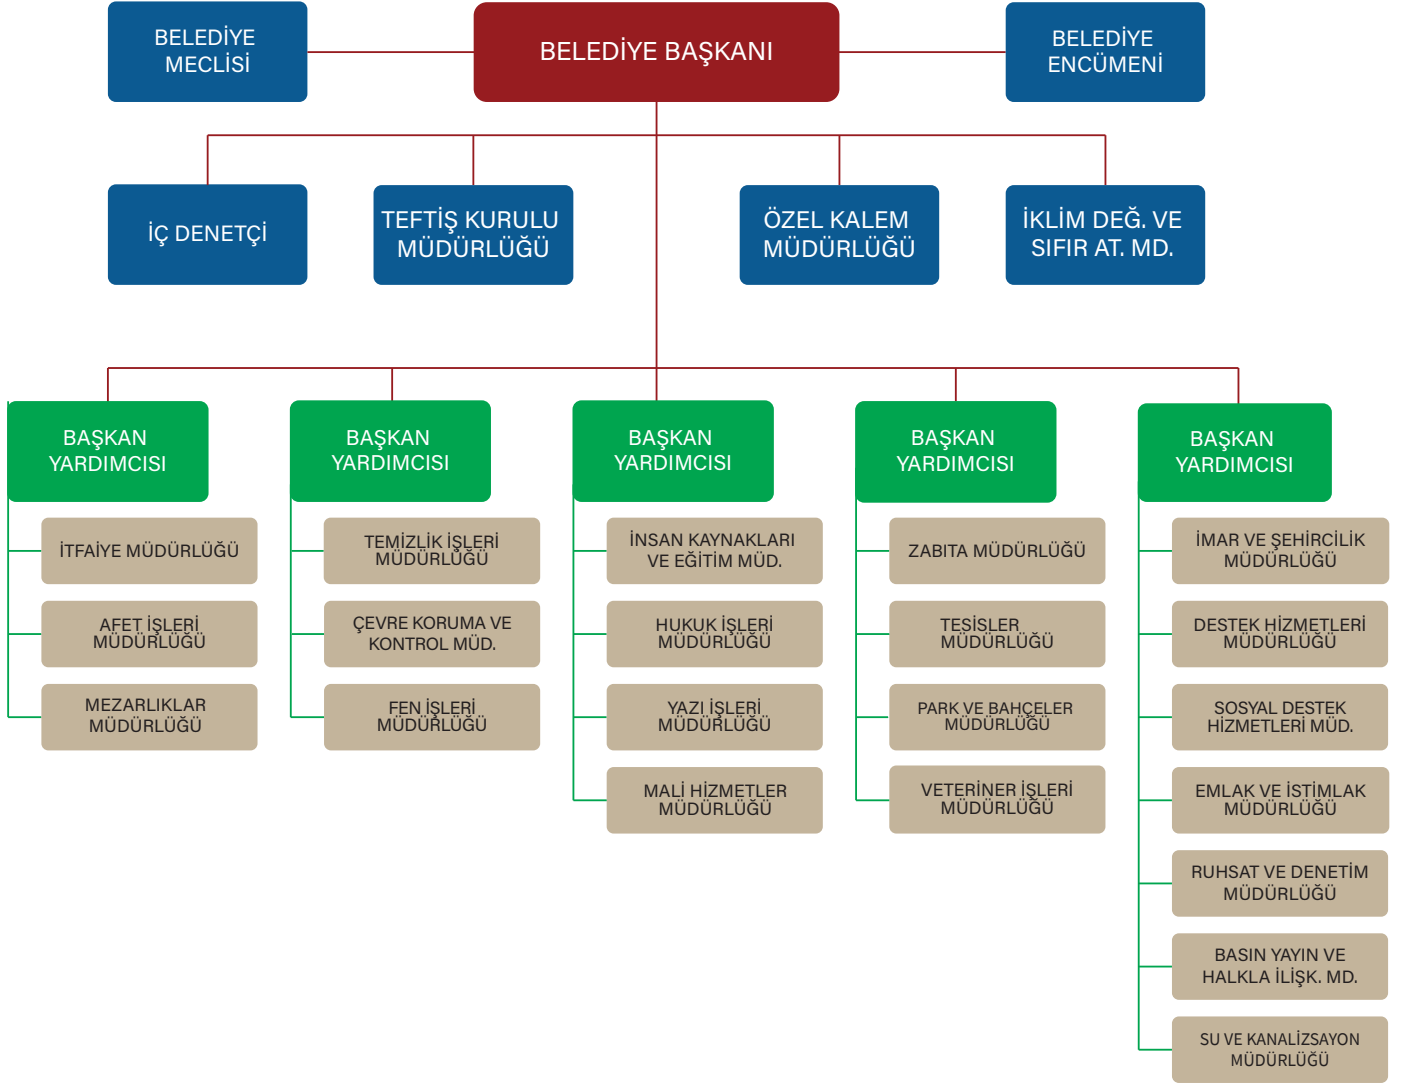 BELEDİYE
MECLİSİ
BELEDİYE BAŞKANI
BELEDİYE
ENCÜMENİ
İÇ DENETÇİ
TEFTİŞ KURULU
MÜDÜRLÜĞÜ
ÖZEL KALEM
MÜDÜRLÜĞÜ
İKLİM DEĞ. VE
SIFIR AT. MD.
BAŞKAN
YARDIMCISI
İTFAİYE MÜDÜRLÜĞÜ
AFET İŞLERİ
MÜDÜRLÜĞÜ
MEZARLIKLAR
MÜDÜRLÜĞÜ
BAŞKAN
YARDIMCISI
TEMİZLİK İŞLERİ
MÜDÜRLÜĞÜ
ÇEVRE KORUMA VE
KONTROL MÜD.
FEN İŞLERİ
MÜDÜRLÜĞÜ
BAŞKAN
YARDIMCISI
İNSAN KAYNAKLARI
VE EĞİTİM MÜD.
HUKUK İŞLERİ
MÜDÜRLÜĞÜ
YAZI İŞLERİ
MÜDÜRLÜĞÜ
MALİ HİZMETLER
MÜDÜRLÜĞÜ
BAŞKAN
YARDIMCISI
ZABITA MÜDÜRLÜĞÜ
TESİSLER
MÜDÜRLÜĞÜ
PARK VE BAHÇELER
MÜDÜRLÜĞÜ
VETERİNER İŞLERİ
MÜDÜRLÜĞÜ
BAŞKAN
YARDIMCISI
İMAR VE ŞEHİRCİLİK
MÜDÜRLÜĞÜ
DESTEK HİZMETLERİ
MÜDÜRLÜĞÜ
SOSYAL DESTEK
HİZMETLERİ MÜD.
EMLAK VE İSTİMLAK
MÜDÜRLÜĞÜ
RUHSAT VE DENETİM
MÜDÜRLÜĞÜ
BASIN YAYIN VE
HALKLA İLİŞK. MD.
SU VE KANALİZSAYON
MÜDÜRLÜĞÜ